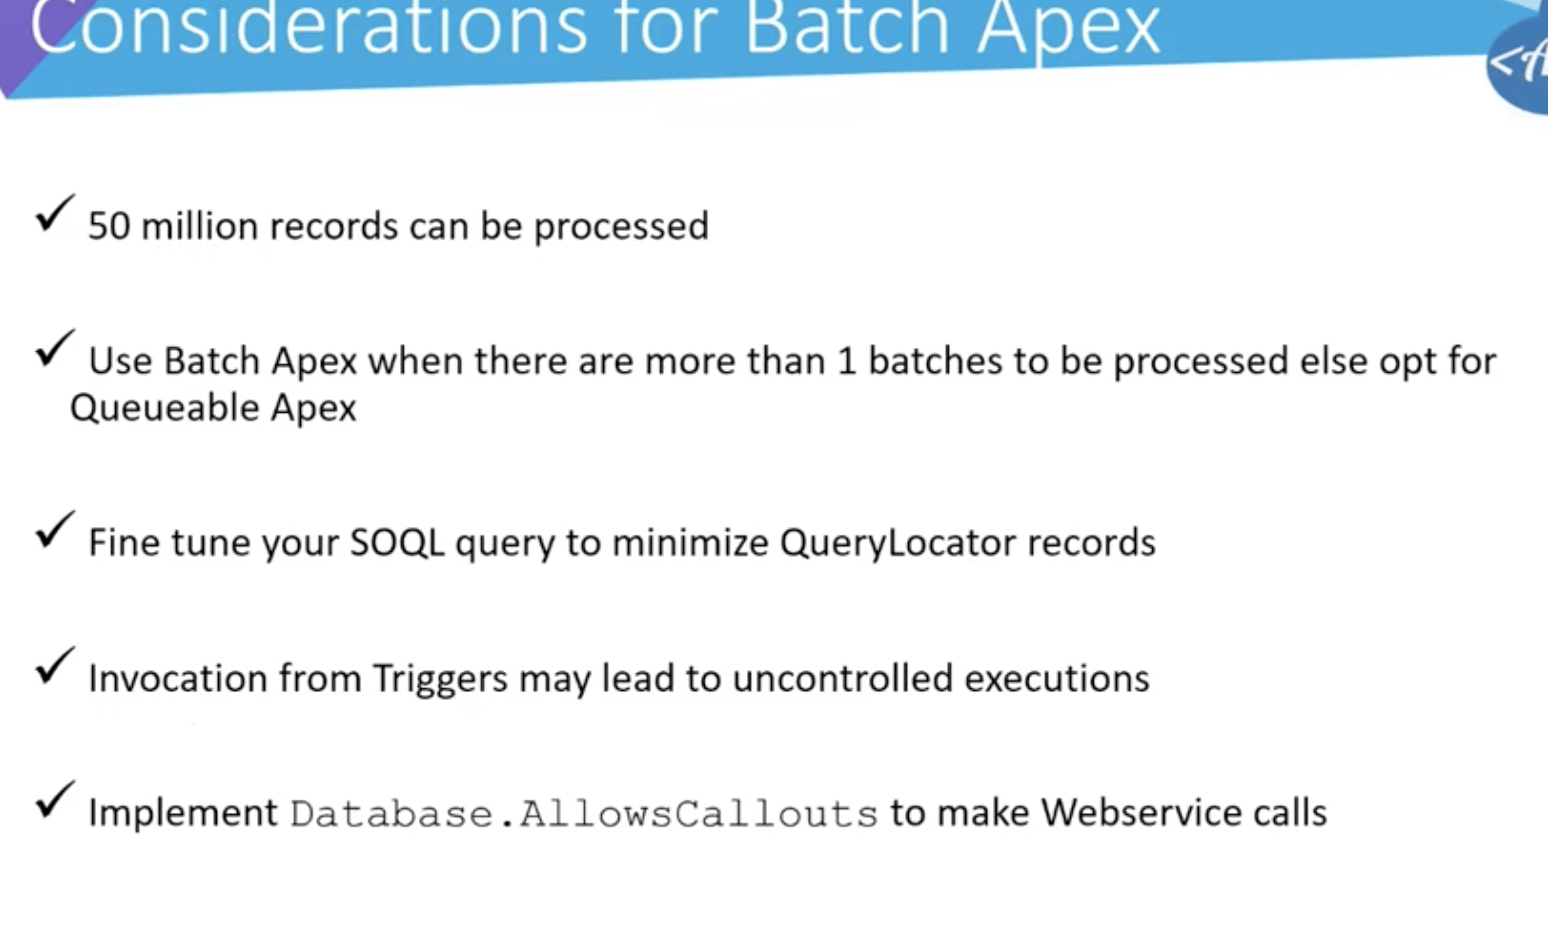 Considerations for Batch Apex
<A
✓ 50 million records can be processed
✓ Use Batch Apex when there are more than 1 batches to be processed else opt for
Queueable Apex
✓ Fine tune your SOQL query to minimize QueryLocator records
✓ Invocation from Triggers may lead to uncontrolled executions
✓ Implement Database.AllowsCallouts to make Webservice calls